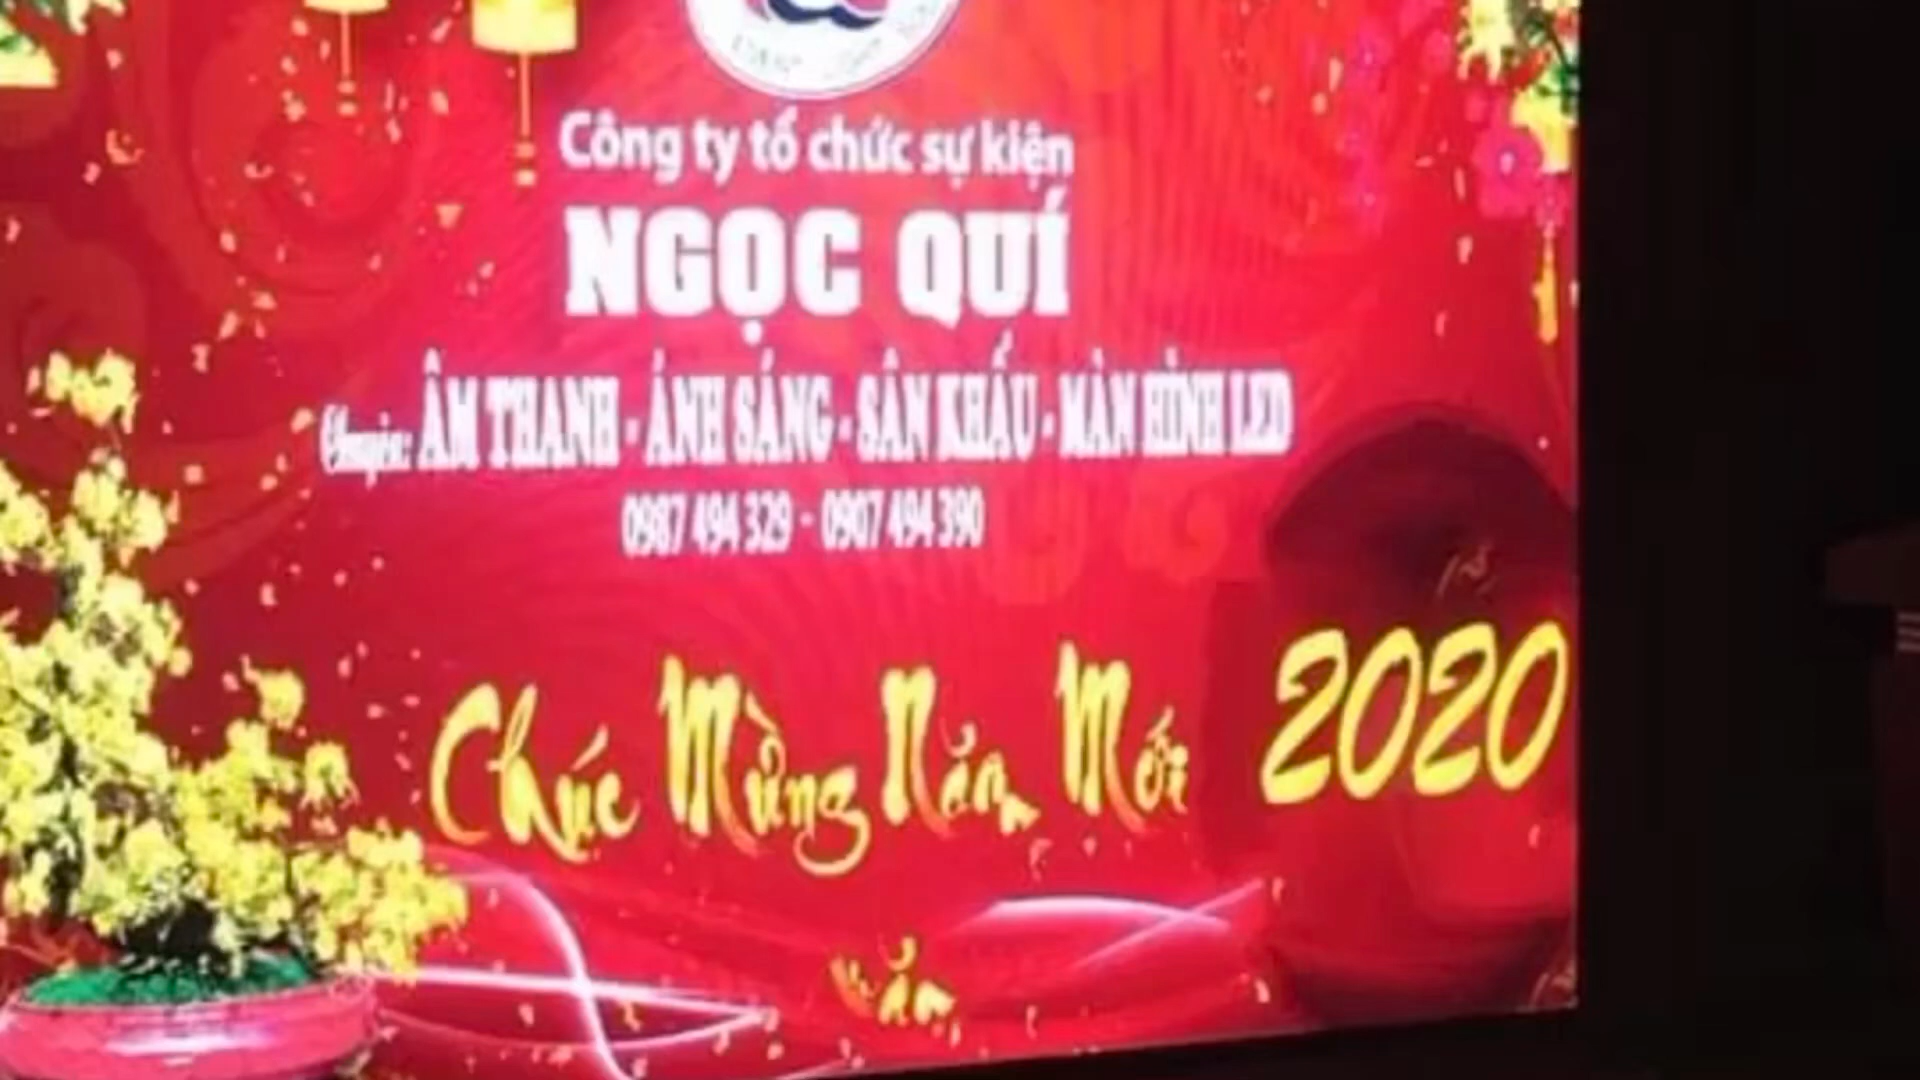 Công ty tổ chức sự kiện
NGỌC QUÍ
Chuyên: ÂM THANH - ÁNH SÁNG - SÂN KHẤU - MÀN HÌNH LED
0987 494 329 - 0907 494 390
Chúc Mừng Năm Mới 2020